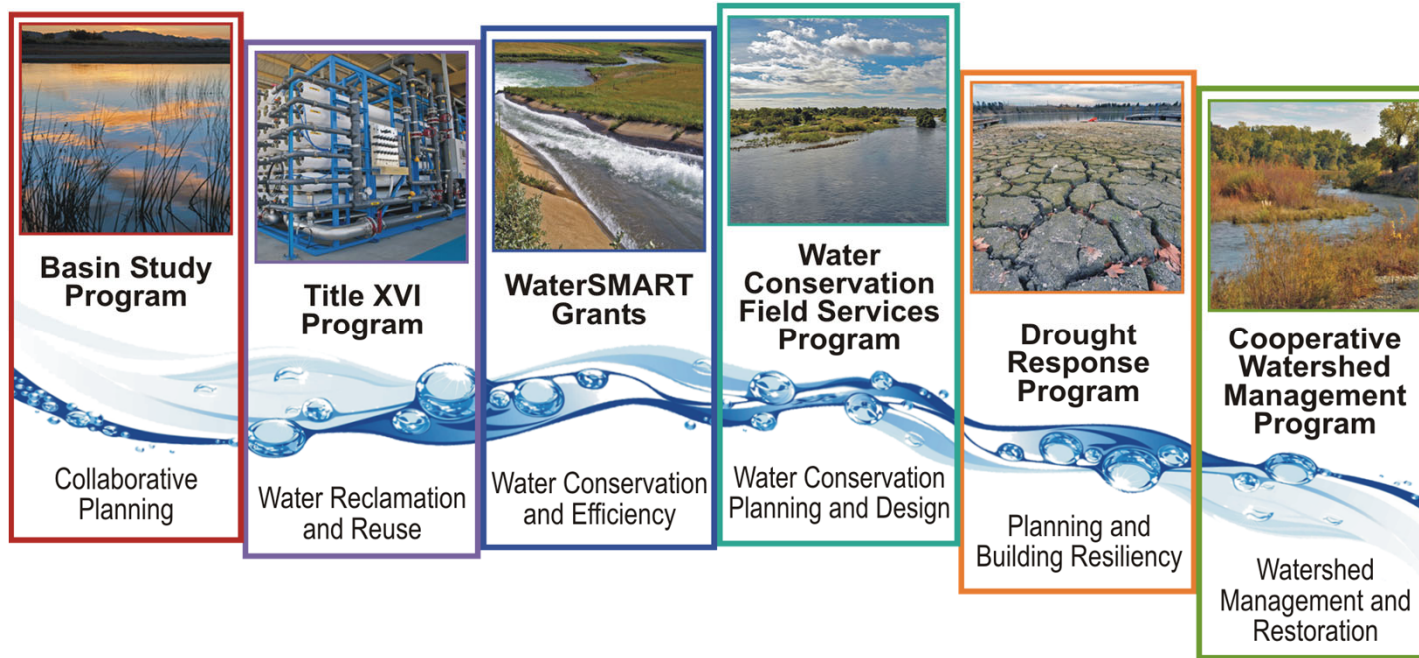 Basin Study
Program
Collaborative
Planning
Title XVI
Program
Water Reclamation
and Reuse
WaterSMART
Grants
Water Conservation
and Efficiency
Water
Conservation
Field Services
Program
Water Conservation
Planning and Design
Drought
Response
Program
Planning and
Building Resiliency
Cooperative
Watershed
Management
Program
Watershed
Management and
Restoration